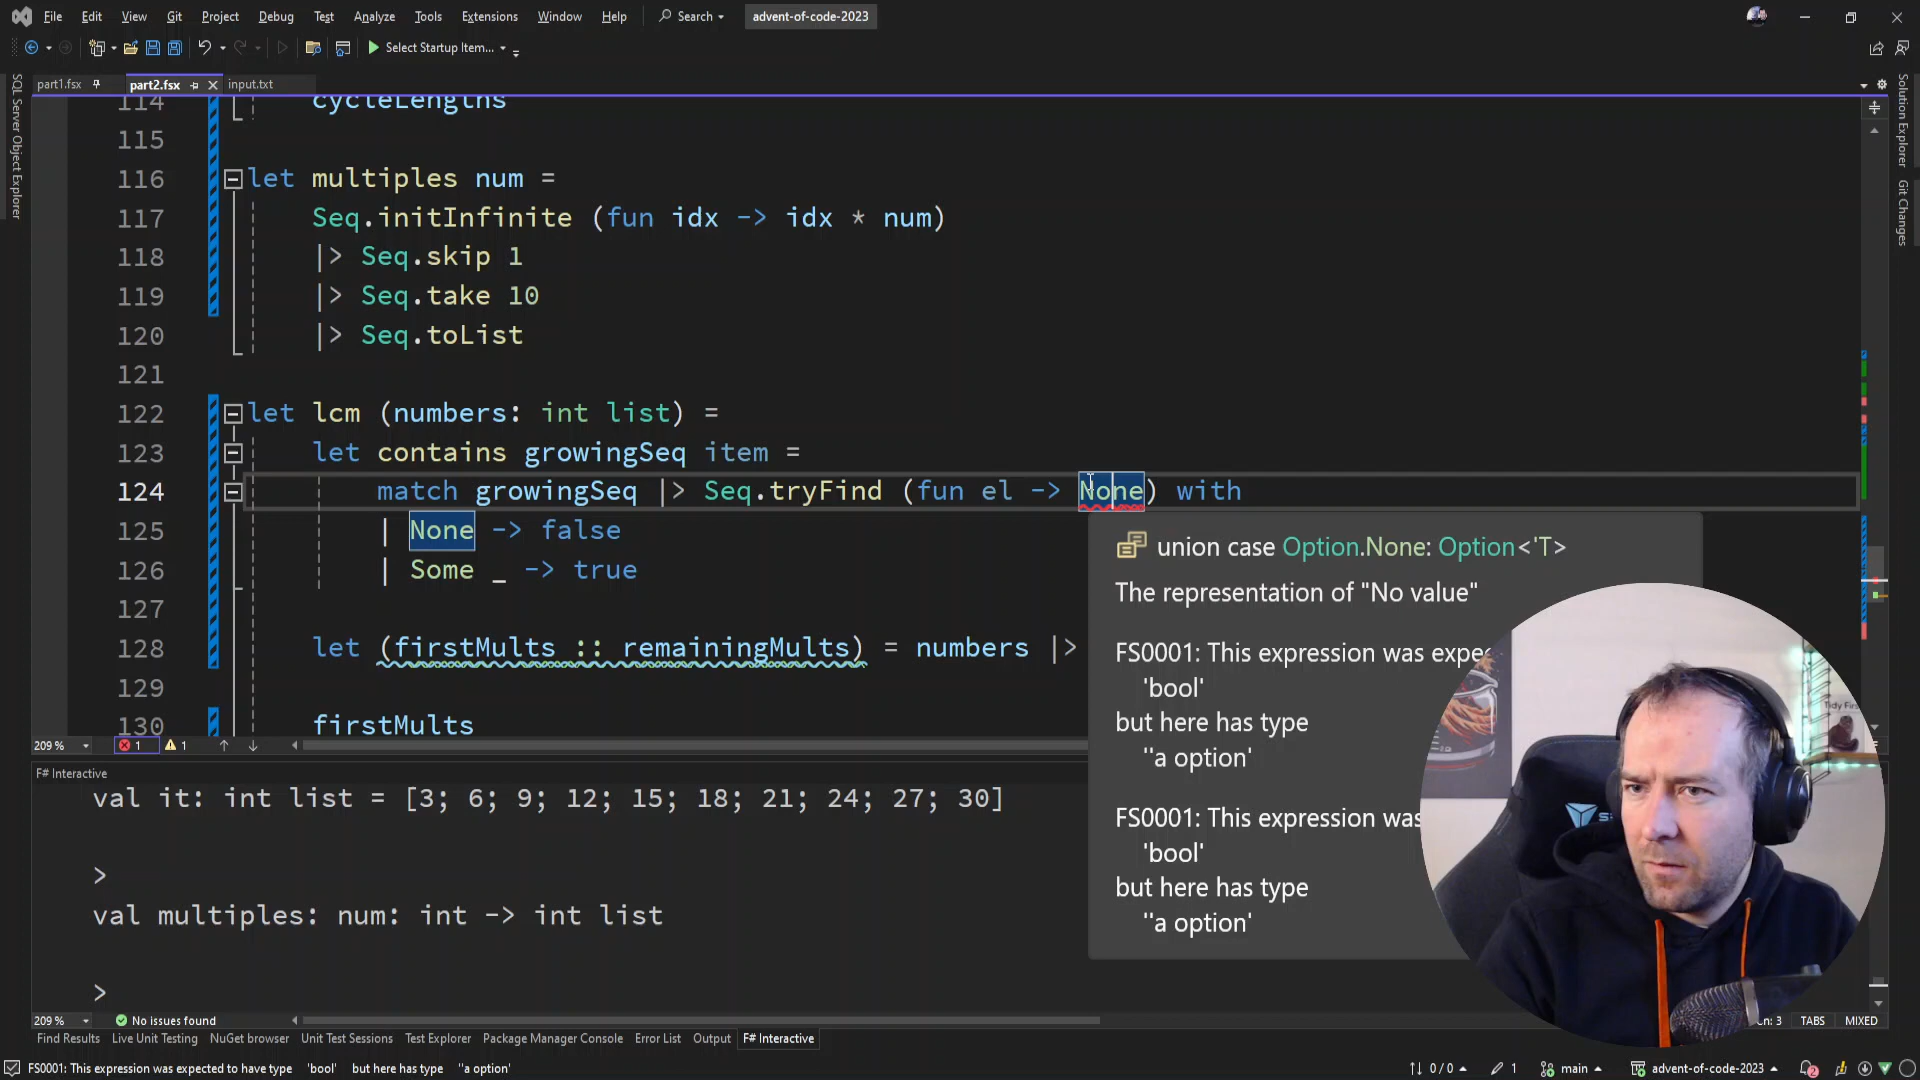 File Edit View Git Project Debug Test Analyze Tools Extensions Window Help Search advent-of-code-2023
Select Startup Item...
part1.fsx part2.fsx input.txt
SQL Server Object Explorer
Solution Explorer
Git Changes
114 cycleLengths
115
116 let multiples num =
117 Seq.initInfinite (fun idx -> idx * num)
118 |> Seq.skip 1
119 |> Seq.take 10
120 |> Seq.toList
121
122 let lcm (numbers: int list) =
123 let contains growingSeq item =
124 match growingSeq |> Seq.tryFind (fun el -> None) with
125 | None -> false
126 | Some _ -> true
127
128 let (firstMults :: remainingMults) = numbers |>
129
130 firstMults
union case Option.None: Option<'T>
The representation of "No value"
FS0001: This expression was expe
'bool'
but here has type
''a option'
FS0001: This expression was
'bool'
but here has type
''a option'
Tidy First
209 % 1 1
F# Interactive
val it: int list = [3; 6; 9; 12; 15; 18; 21; 24; 27; 30]
>
val multiples: num: int -> int list
>
209 % No issues found Ch: 3 TABS MIXED
Find Results Live Unit Testing NuGet browser Unit Test Sessions Test Explorer Package Manager Console Error List Output F# Interactive
FS0001: This expression was expected to have type 'bool' but here has type ''a option' 0 / 0 1 main advent-of-code-2023 2